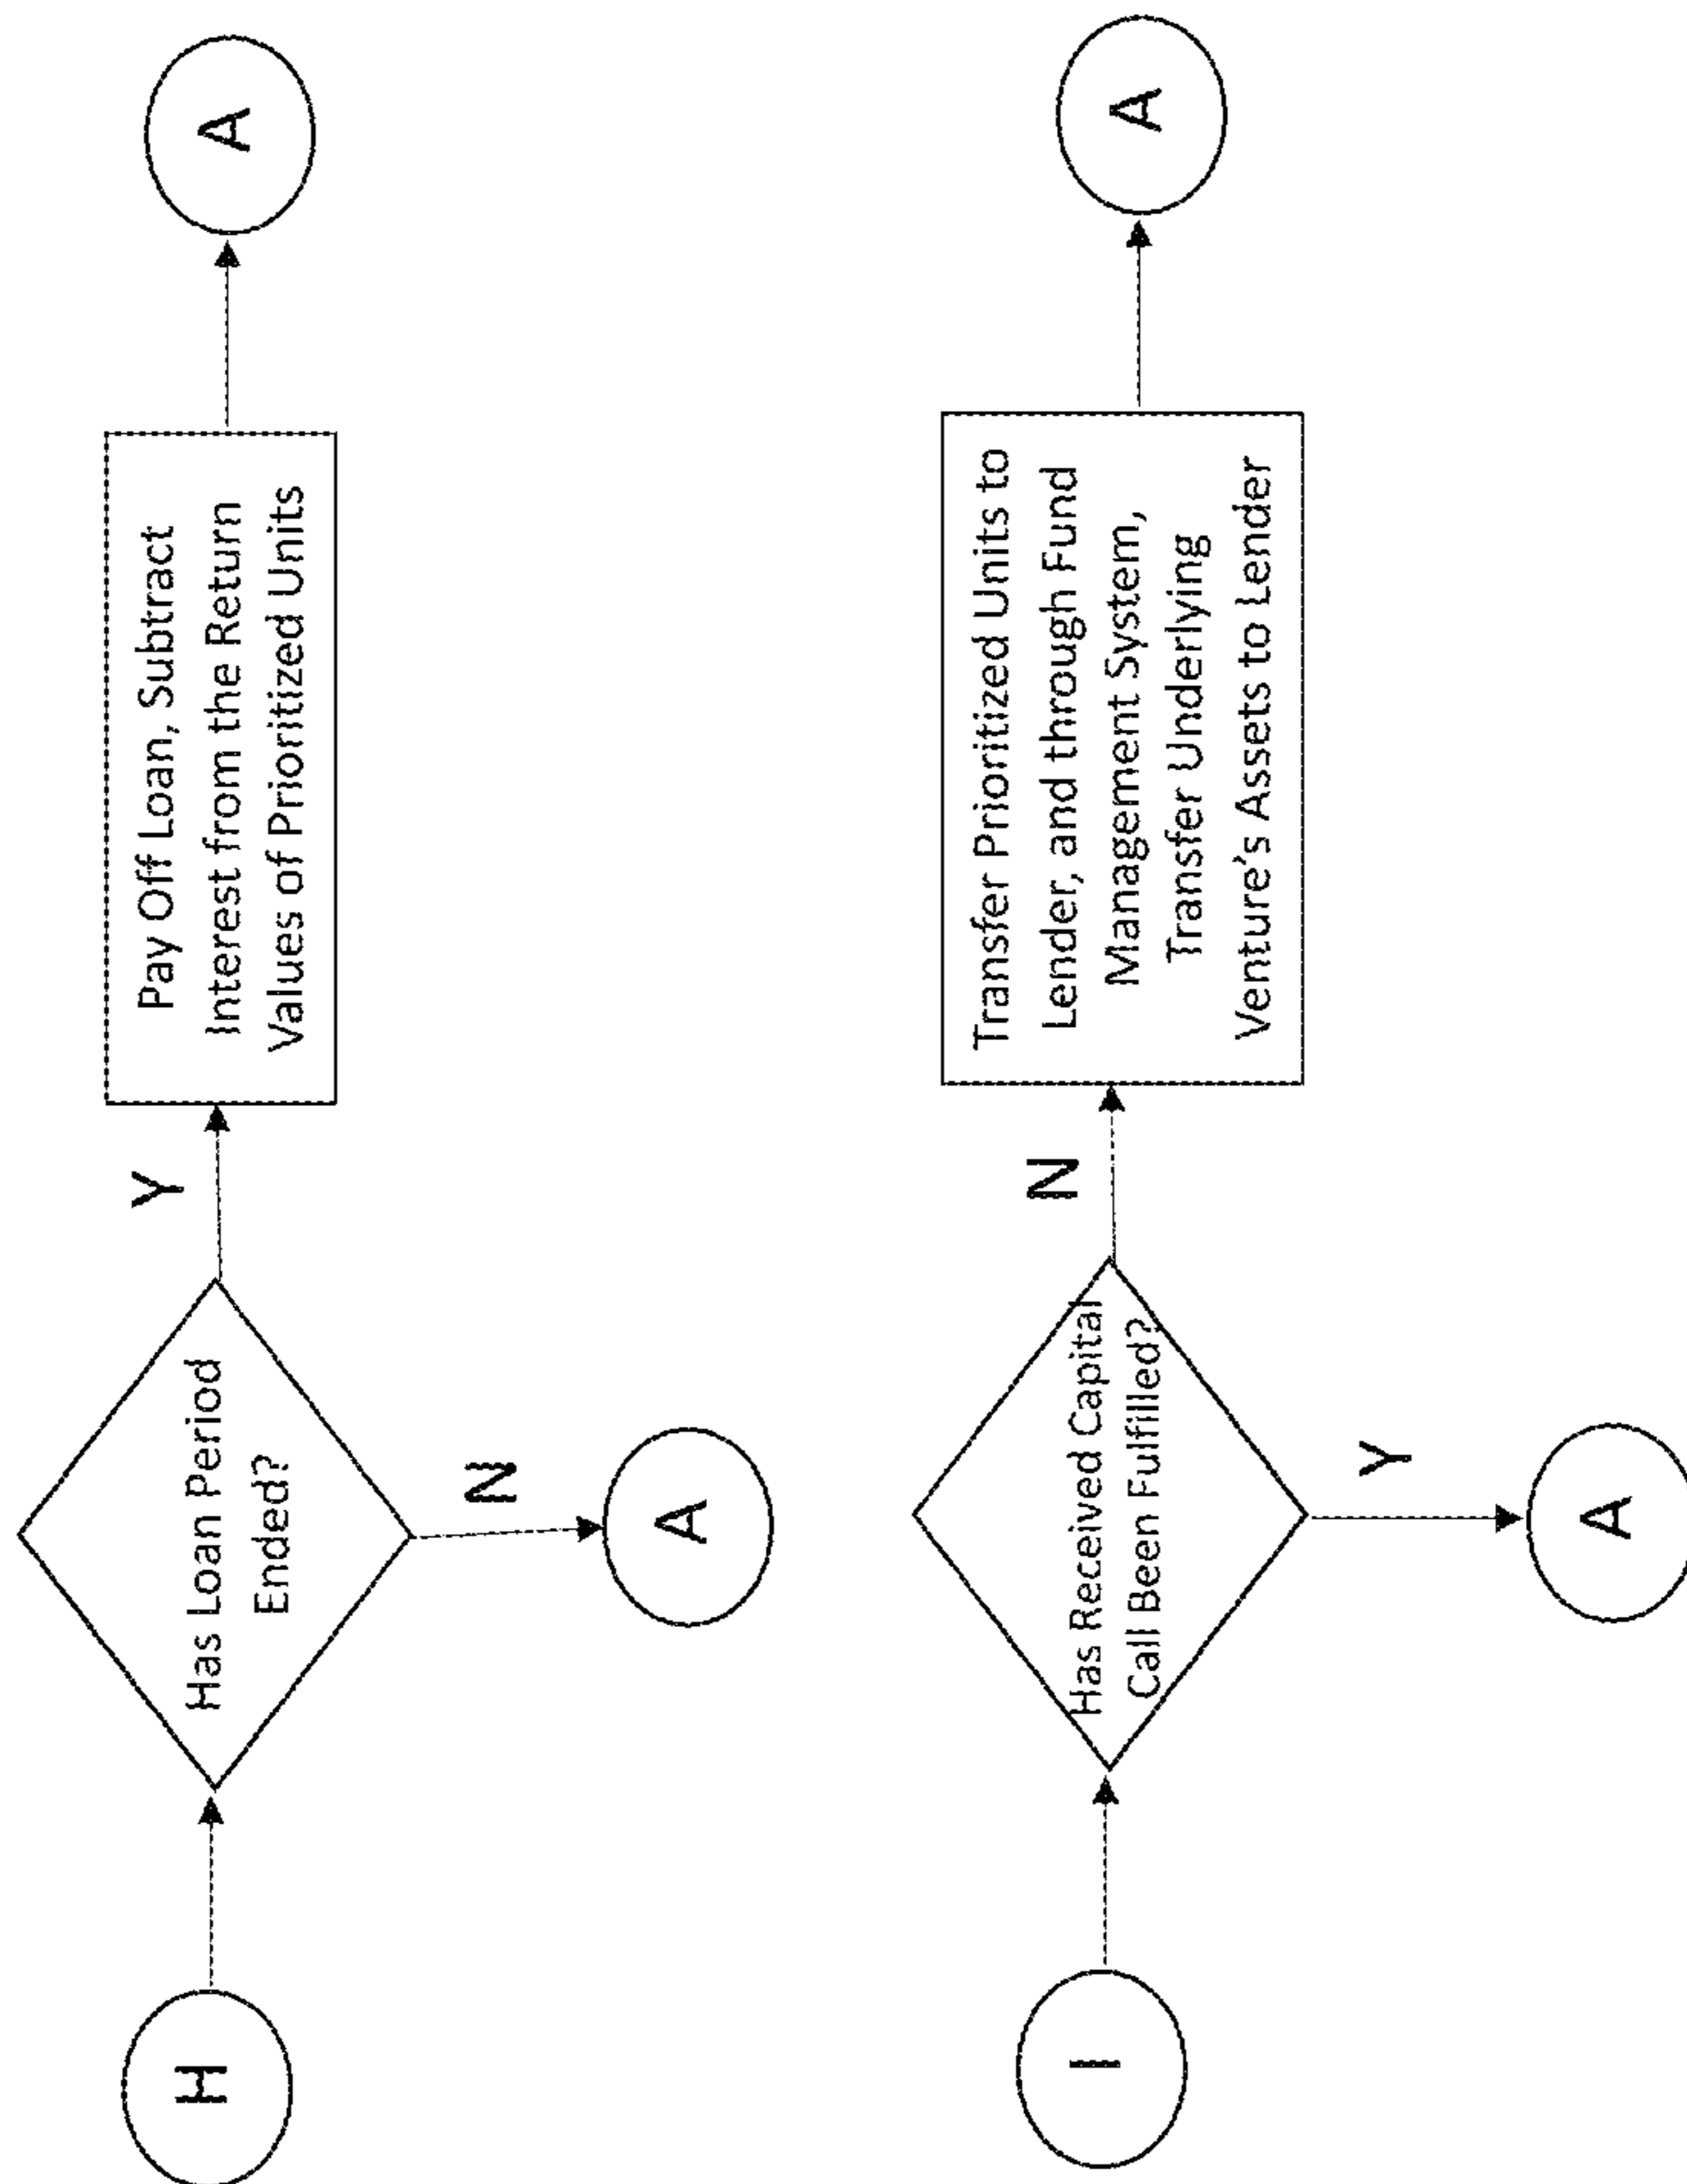 H
Has Loan Period
Ended?
Y
Pay Off Loan, Subtract
Interest from the Return
Values of Prioritized Units
A
N
A
I
Has Received Capital
Call Been Fulfilled?
N
Transfer Prioritized Units to
Lender, and through Fund
Management System,
Transfer Underlying
Venture's Assets to Lender
A
Y
A